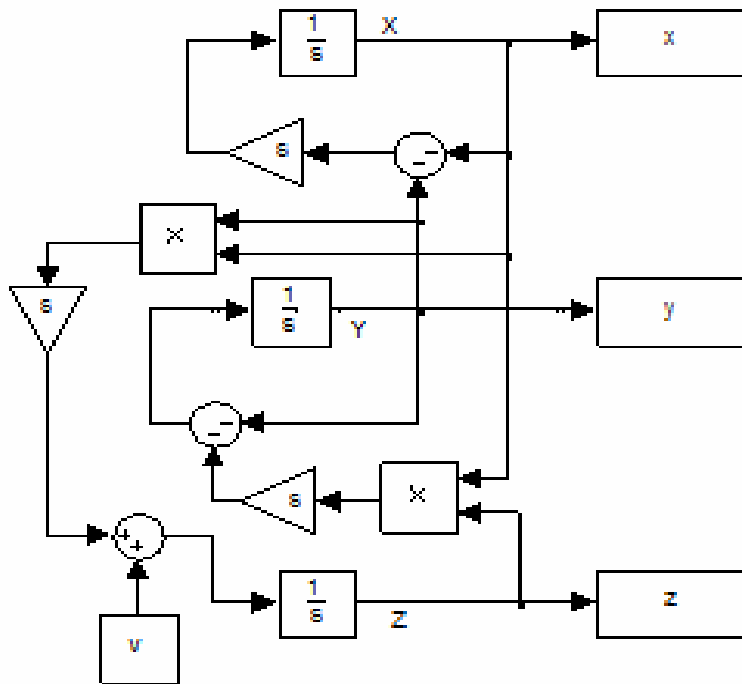 1/s X x
s − −
X
s
1/s Y y
− −
s X
+ +
1/s Z z
v